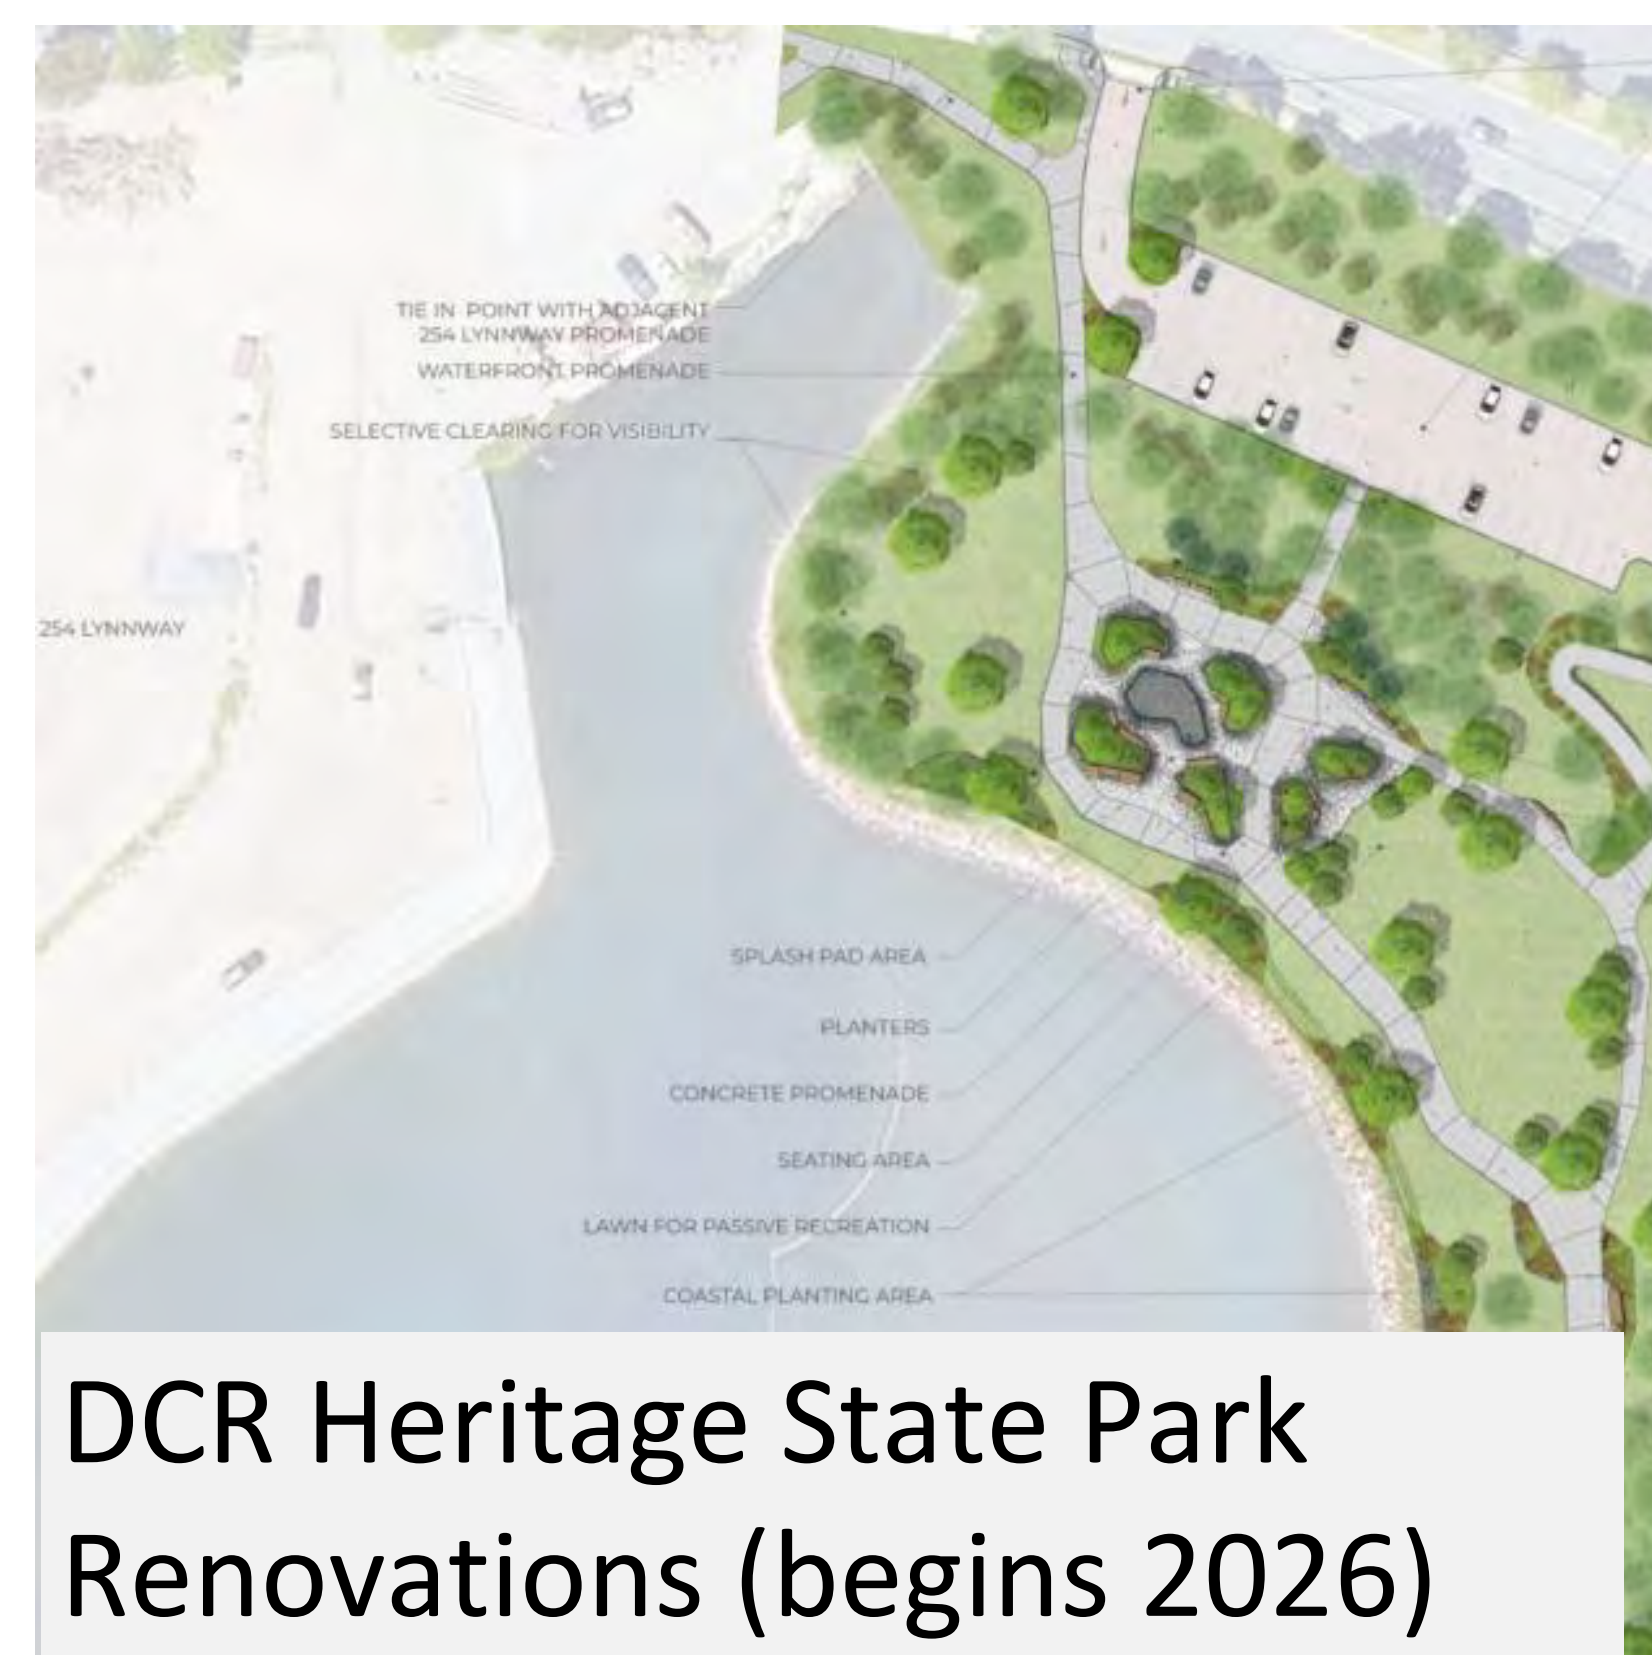 TIE IN POINT WITH ADJACENT
254 LYNNWAY PROMENADE
WATERFRONT PROMENADE
SELECTIVE CLEARING FOR VISIBILITY
254 LYNNWAY
SPLASH PAD AREA
PLANTERS
CONCRETE PROMENADE
SEATING AREA
LAWN FOR PASSIVE RECREATION
COASTAL PLANTING AREA
DCR Heritage State Park
Renovations (begins 2026)